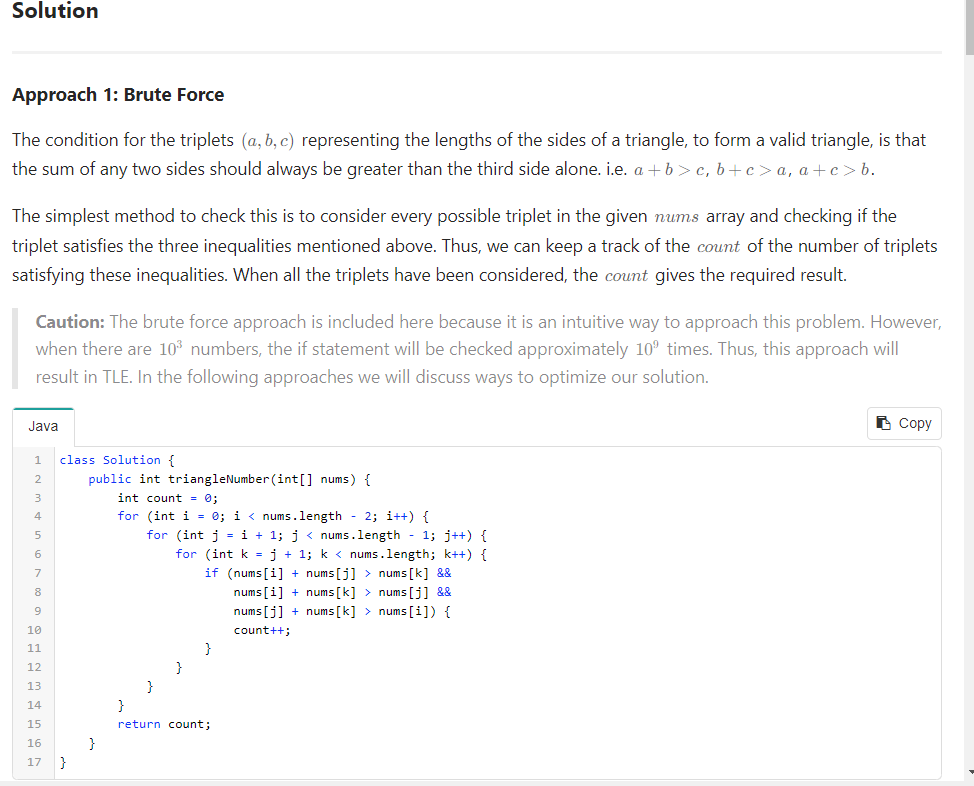 Solution
Approach 1: Brute Force
The condition for the triplets (a, b, c) representing the lengths of the sides of a triangle, to form a valid triangle, is that
the sum of any two sides should always be greater than the third side alone. i.e. a + b > c, b + c > a, a + c > b.
The simplest method to check this is to consider every possible triplet in the given nums array and checking if the
triplet satisfies the three inequalities mentioned above. Thus, we can keep a track of the count of the number of triplets
satisfying these inequalities. When all the triplets have been considered, the count gives the required result.
Caution: The brute force approach is included here because it is an intuitive way to approach this problem. However,
when there are 10³ numbers, the if statement will be checked approximately 10⁹ times. Thus, this approach will
result in TLE. In the following approaches we will discuss ways to optimize our solution.
Java Copy
1 class Solution {
2     public int triangleNumber(int[] nums) {
3         int count = 0;
4         for (int i = 0; i < nums.length - 2; i++) {
5             for (int j = i + 1; j < nums.length - 1; j++) {
6                 for (int k = j + 1; k < nums.length; k++) {
7                     if (nums[i] + nums[j] > nums[k] &&
8                         nums[i] + nums[k] > nums[j] &&
9                         nums[j] + nums[k] > nums[i]) {
10                         count++;
11                     }
12                 }
13             }
14         }
15         return count;
16     }
17 }